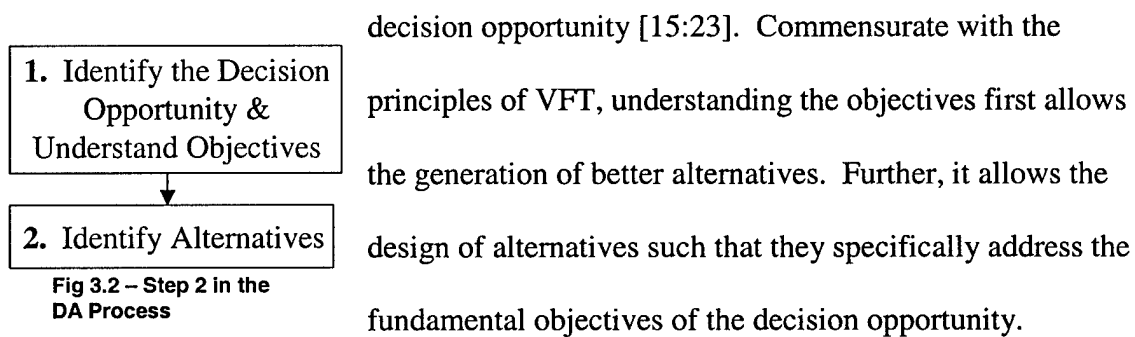 1. Identify the Decision
Opportunity &
Understand Objectives
2. Identify Alternatives
Fig 3.2 – Step 2 in the
DA Process
decision opportunity [15:23]. Commensurate with the
principles of VFT, understanding the objectives first allows
the generation of better alternatives. Further, it allows the
design of alternatives such that they specifically address the
fundamental objectives of the decision opportunity.